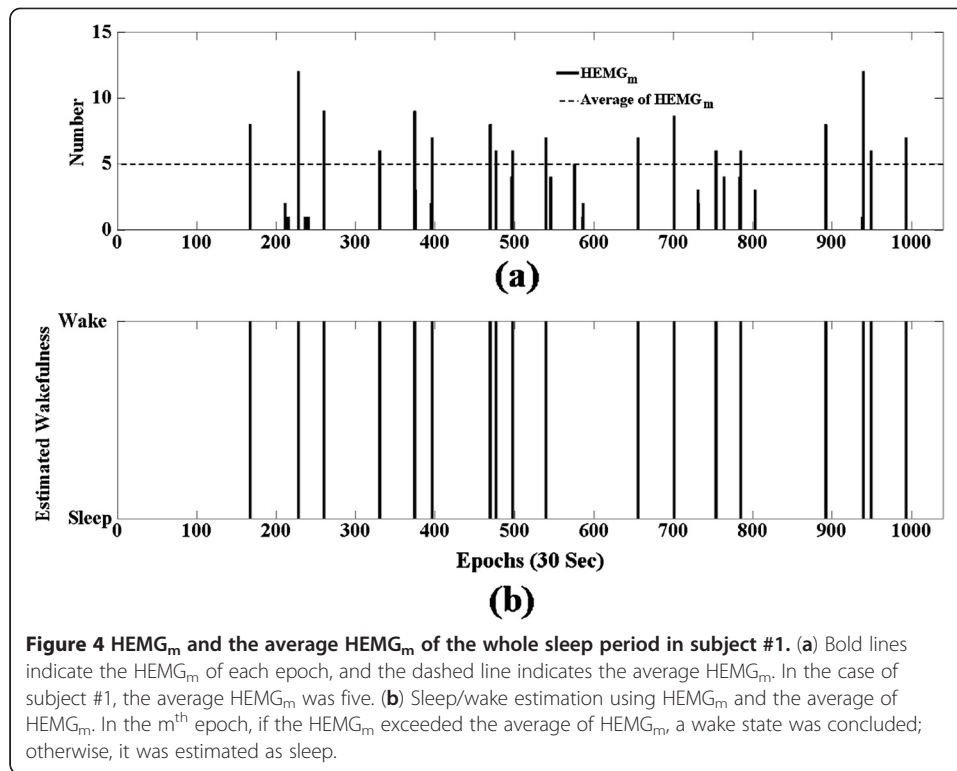 15
10
5
0
Number
HEMGm
Average of HEMGm
0 100 200 300 400 500 600 700 800 900 1000
(a)
Wake
Sleep
Estimated Wakefulness
0 100 200 300 400 500 600 700 800 900 1000
Epochs (30 Sec)
(b)
Figure 4 HEMGm and the average HEMGm of the whole sleep period in subject #1. (a) Bold lines
indicate the HEMGm of each epoch, and the dashed line indicates the average HEMGm. In the case of
subject #1, the average HEMGm was five. (b) Sleep/wake estimation using HEMGm and the average of
HEMGm. In the mth epoch, if the HEMGm exceeded the average of HEMGm, a wake state was concluded;
otherwise, it was estimated as sleep.